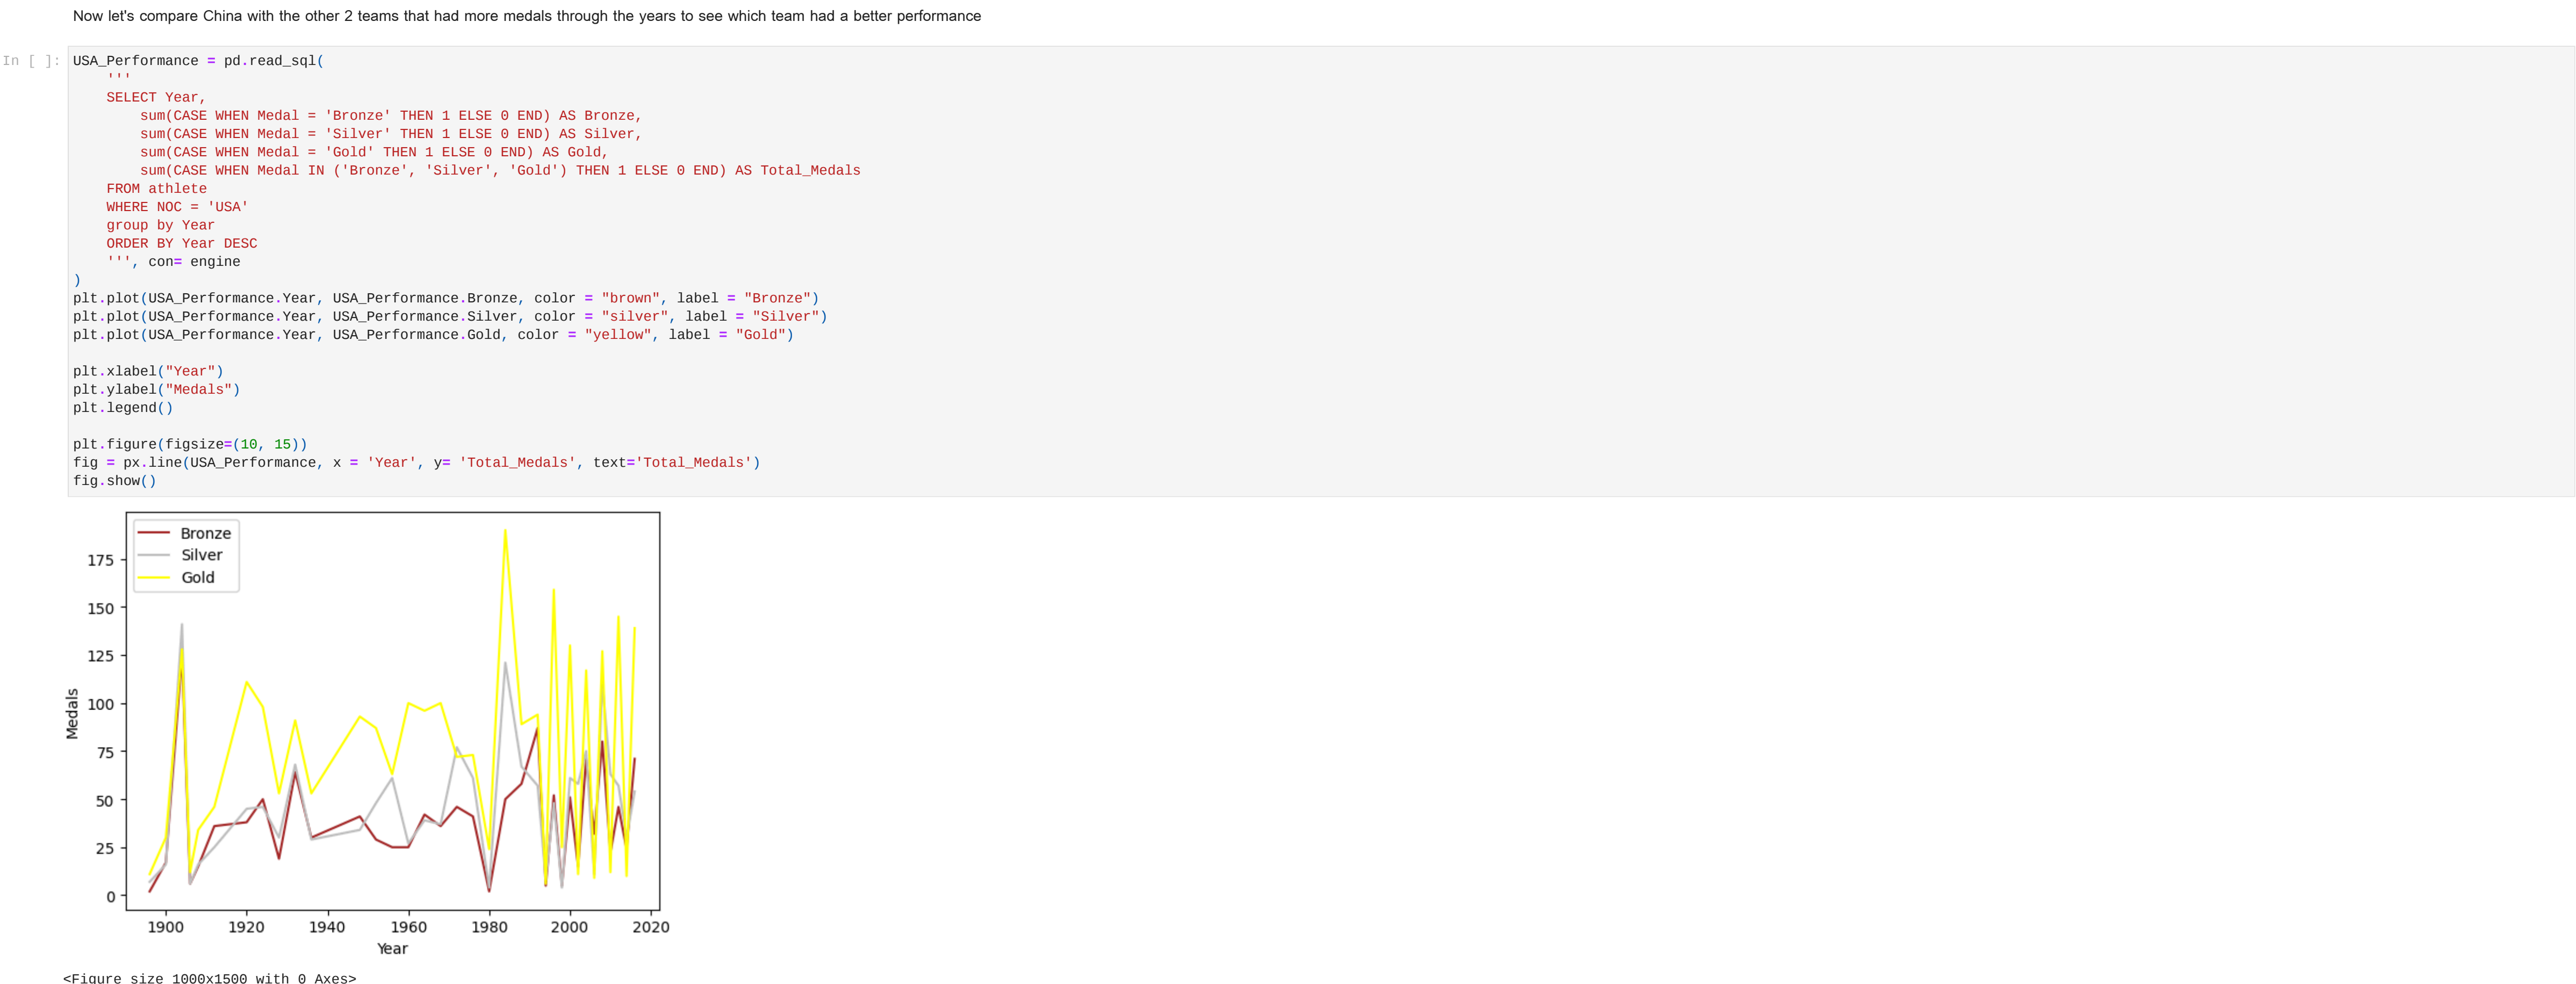 Now let's compare China with the other 2 teams that had more medals through the years to see which team had a better performance
In [ ]:
USA_Performance = pd.read_sql(
    '''
    SELECT Year,
        sum(CASE WHEN Medal = 'Bronze' THEN 1 ELSE 0 END) AS Bronze,
        sum(CASE WHEN Medal = 'Silver' THEN 1 ELSE 0 END) AS Silver,
        sum(CASE WHEN Medal = 'Gold' THEN 1 ELSE 0 END) AS Gold,
        sum(CASE WHEN Medal IN ('Bronze', 'Silver', 'Gold') THEN 1 ELSE 0 END) AS Total_Medals
    FROM athlete
    WHERE NOC = 'USA'
    group by Year
    ORDER BY Year DESC
    ''', con= engine
)
plt.plot(USA_Performance.Year, USA_Performance.Bronze, color = "brown", label = "Bronze")
plt.plot(USA_Performance.Year, USA_Performance.Silver, color = "silver", label = "Silver")
plt.plot(USA_Performance.Year, USA_Performance.Gold, color = "yellow", label = "Gold")
plt.xlabel("Year")
plt.ylabel("Medals")
plt.legend()
plt.figure(figsize=(10, 15))
fig = px.line(USA_Performance, x = 'Year', y= 'Total_Medals', text='Total_Medals')
fig.show()
Bronze
Silver
Gold
175
150
125
100
75
50
25
0
Medals
1900 1920 1940 1960 1980 2000 2020
Year
<Figure size 1000x1500 with 0 Axes>